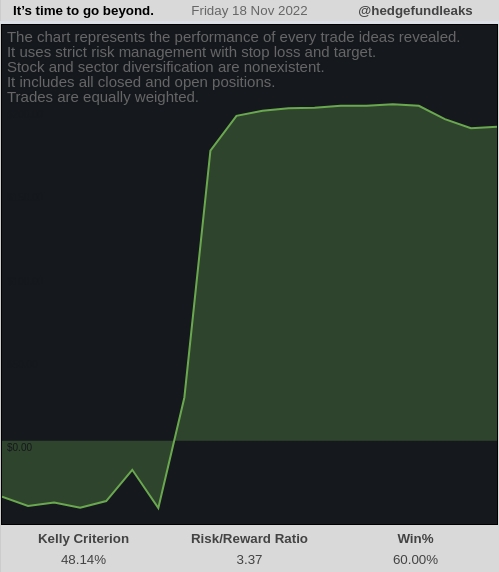 It's time to go beyond. Friday 18 Nov 2022 @hedgefundleaks
The chart represents the performance of every trade ideas revealed.
It uses strict risk management with stop loss and target.
Stock and sector diversification are nonexistent.
It includes all closed and open positions.
Trades are equally weighted.
$0.00
Kelly Criterion Risk/Reward Ratio Win%
48.14% 3.37 60.00%